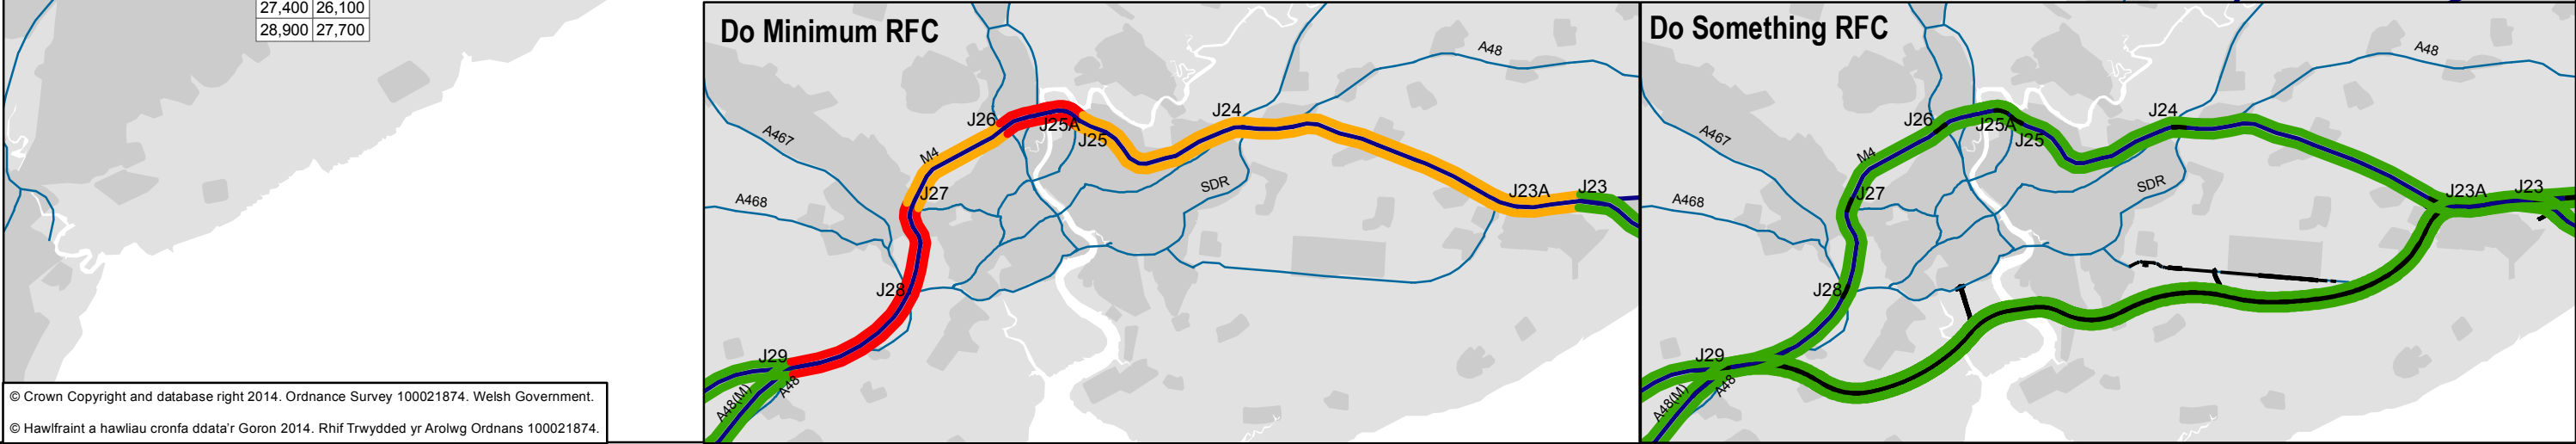 27,400 26,100
28,900 27,700
© Crown Copyright and database right 2014. Ordnance Survey 100021874. Welsh Government.
© Hawlfraint a hawliau cronfa ddata'r Goron 2014. Rhif Trwydded yr Arolwg Ordnans 100021874.
Do Minimum RFC
A48
J24
J26
J25A
J25
A467
M4
J27
SDR
J23A
J23
A468
J28
J29
A48(M)
A48
Do Something RFC
A48
J24
J26
J25A
J25
A467
M4
J27
SDR
J23A
J23
A468
J28
J29
A48(M)
A48